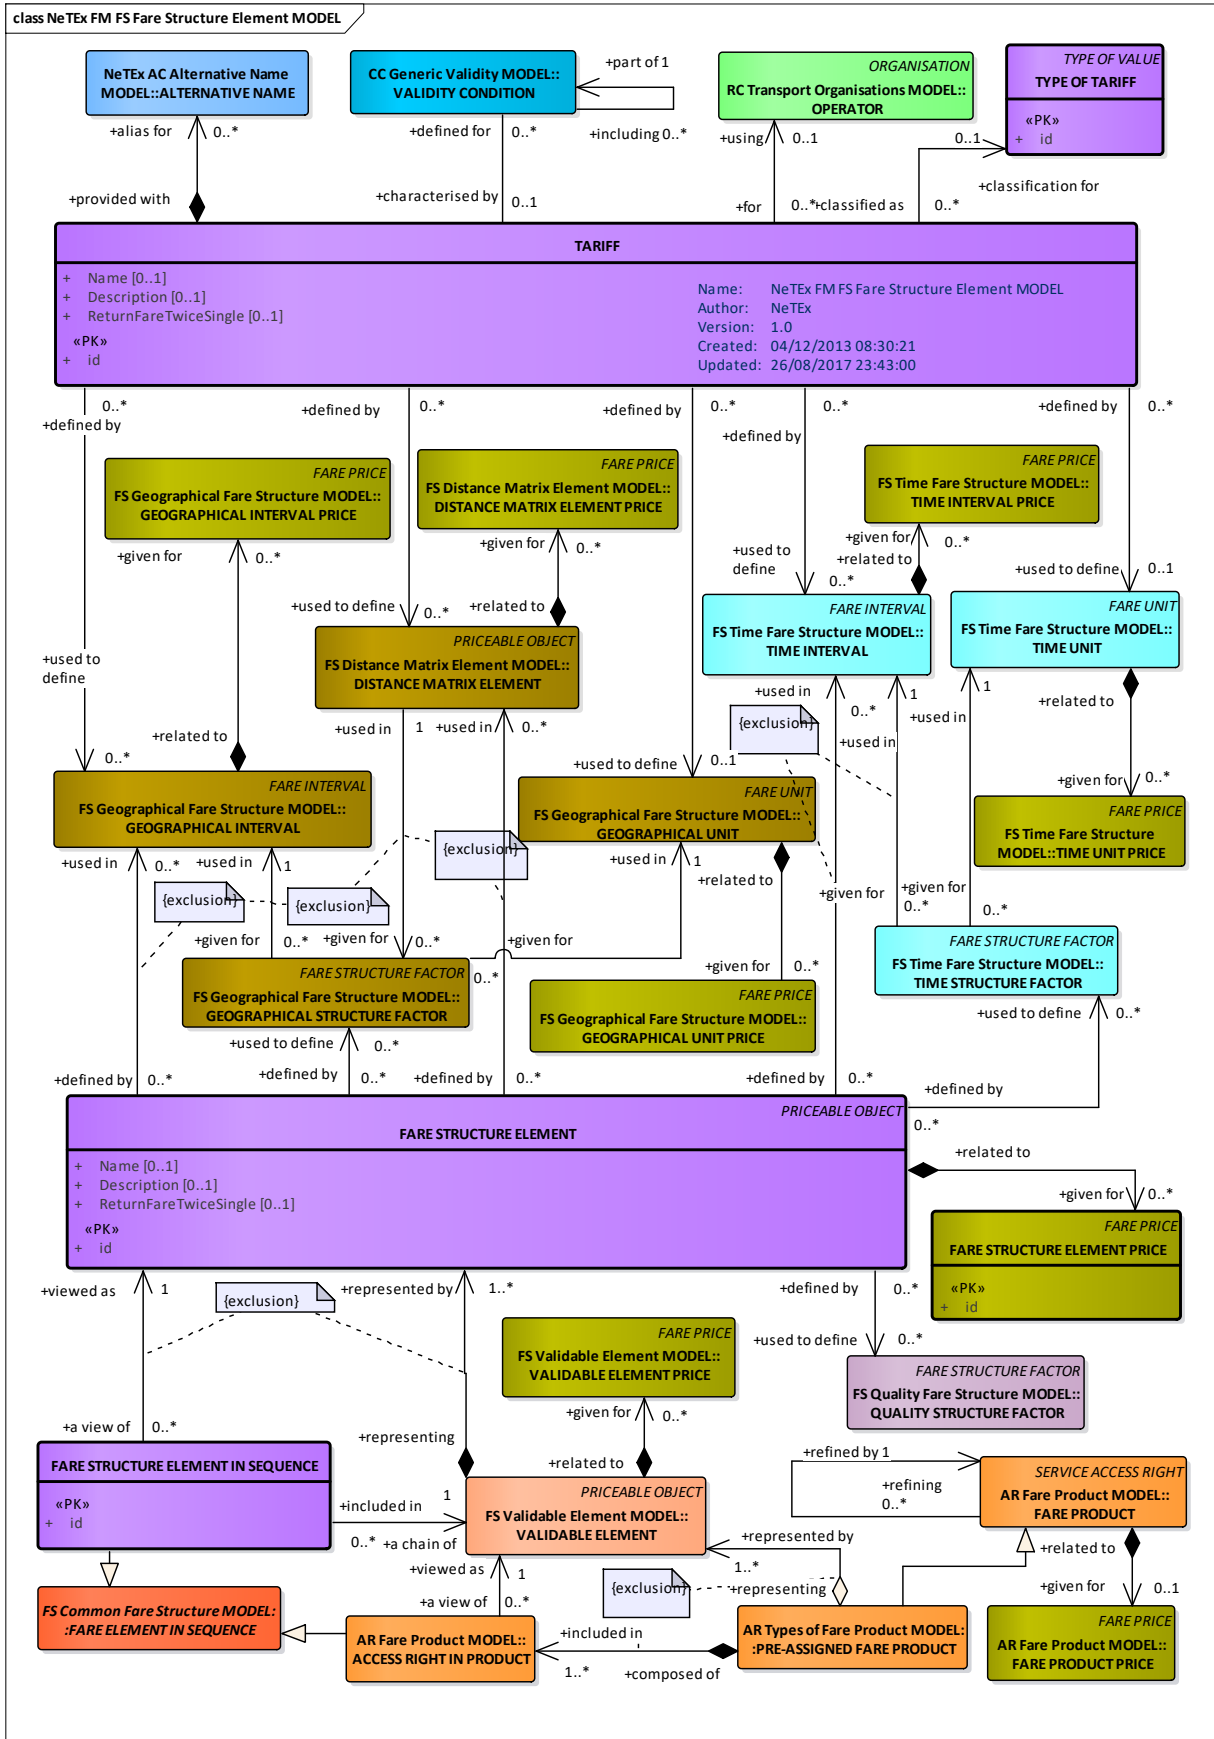 class NeTEx FM FS Fare Structure Element MODEL
NeTEx AC Alternative Name
MODEL::ALTERNATIVE NAME
CC Generic Validity MODEL::
VALIDITY CONDITION
+part of 1
+including 0..*
ORGANISATION
RC Transport Organisations MODEL::
OPERATOR
TYPE OF VALUE
TYPE OF TARIFF
«PK»
+ id
+alias for 0..*
+defined for 0..*
+using 0..1
0..1
+classification for
+provided with
+characterised by 0..1
+for 0..*
+classified as 0..*
TARIFF
+ Name [0..1]
+ Description [0..1]
+ ReturnFareTwiceSingle [0..1]
«PK»
+ id
Name: NeTEx FM FS Fare Structure Element MODEL
Author: NeTEx
Version: 1.0
Created: 04/12/2013 08:30:21
Updated: 26/08/2017 23:43:00
0..*
+defined by
+defined by 0..*
+defined by 0..*
0..*
+defined by
+defined by 0..*
FARE PRICE
FS Geographical Fare Structure MODEL::
GEOGRAPHICAL INTERVAL PRICE
FARE PRICE
FS Distance Matrix Element MODEL::
DISTANCE MATRIX ELEMENT PRICE
FARE PRICE
FS Time Fare Structure MODEL::
TIME INTERVAL PRICE
+given for 0..*
+given for 0..*
+given for 0..*
+used to
define
0..*
+related to
+used to define 0..1
+used to define 0..*
+related to
FARE INTERVAL
FS Time Fare Structure MODEL::
TIME INTERVAL
FARE UNIT
FS Time Fare Structure MODEL::
TIME UNIT
PRICEABLE OBJECT
FS Distance Matrix Element MODEL::
DISTANCE MATRIX ELEMENT
+used to
define
0..*
+related to
+used in 1
+used in 0..*
+used in
0..*
{exclusion}
1
+used in
1
+used in
+related to
+used to define 0..1
+given for 0..*
FARE INTERVAL
FS Geographical Fare Structure MODEL::
GEOGRAPHICAL INTERVAL
FARE UNIT
FS Geographical Fare Structure MODEL::
GEOGRAPHICAL UNIT
FARE PRICE
FS Time Fare Structure
MODEL::TIME UNIT PRICE
+used in 0..*
+used in 1
{exclusion}
+used in 1
+related to
{exclusion}
{exclusion}
+given for
+given for
0..*
0..*
+given for 0..*
+given for 0..*
+given for
0..*
+given for 0..*
FARE STRUCTURE FACTOR
FS Geographical Fare Structure MODEL::
GEOGRAPHICAL STRUCTURE FACTOR
FARE PRICE
FS Geographical Fare Structure MODEL::
GEOGRAPHICAL UNIT PRICE
FARE STRUCTURE FACTOR
FS Time Fare Structure MODEL::
TIME STRUCTURE FACTOR
+used to define 0..*
+used to define 0..*
+defined by 0..*
+defined by 0..*
+defined by 0..*
+defined by 0..*
+defined by
0..*
PRICEABLE OBJECT
FARE STRUCTURE ELEMENT
+ Name [0..1]
+ Description [0..1]
+ ReturnFareTwiceSingle [0..1]
«PK»
+ id
+related to
+given for 0..*
FARE PRICE
FARE STRUCTURE ELEMENT PRICE
«PK»
+ id
+viewed as 1
{exclusion}
+represented by 1..*
+defined by 0..*
+used to define 0..*
FARE PRICE
FS Validable Element MODEL::
VALIDABLE ELEMENT PRICE
FARE STRUCTURE FACTOR
FS Quality Fare Structure MODEL::
QUALITY STRUCTURE FACTOR
+a view of 0..*
+given for 0..*
+representing
+related to
FARE STRUCTURE ELEMENT IN SEQUENCE
«PK»
+ id
+included in
0..*
1
+a chain of
PRICEABLE OBJECT
FS Validable Element MODEL::
VALIDABLE ELEMENT
+refined by 1
+refining
0..*
SERVICE ACCESS RIGHT
AR Fare Product MODEL::
FARE PRODUCT
+represented by
1..*
+viewed as 1
+representing
{exclusion}
+related to
+given for 0..1
+a view of 0..*
FS Common Fare Structure MODEL:
:FARE ELEMENT IN SEQUENCE
AR Fare Product MODEL::
ACCESS RIGHT IN PRODUCT
+included in
1..*
+composed of
AR Types of Fare Product MODEL:
:PRE-ASSIGNED FARE PRODUCT
FARE PRICE
AR Fare Product MODEL::
FARE PRODUCT PRICE